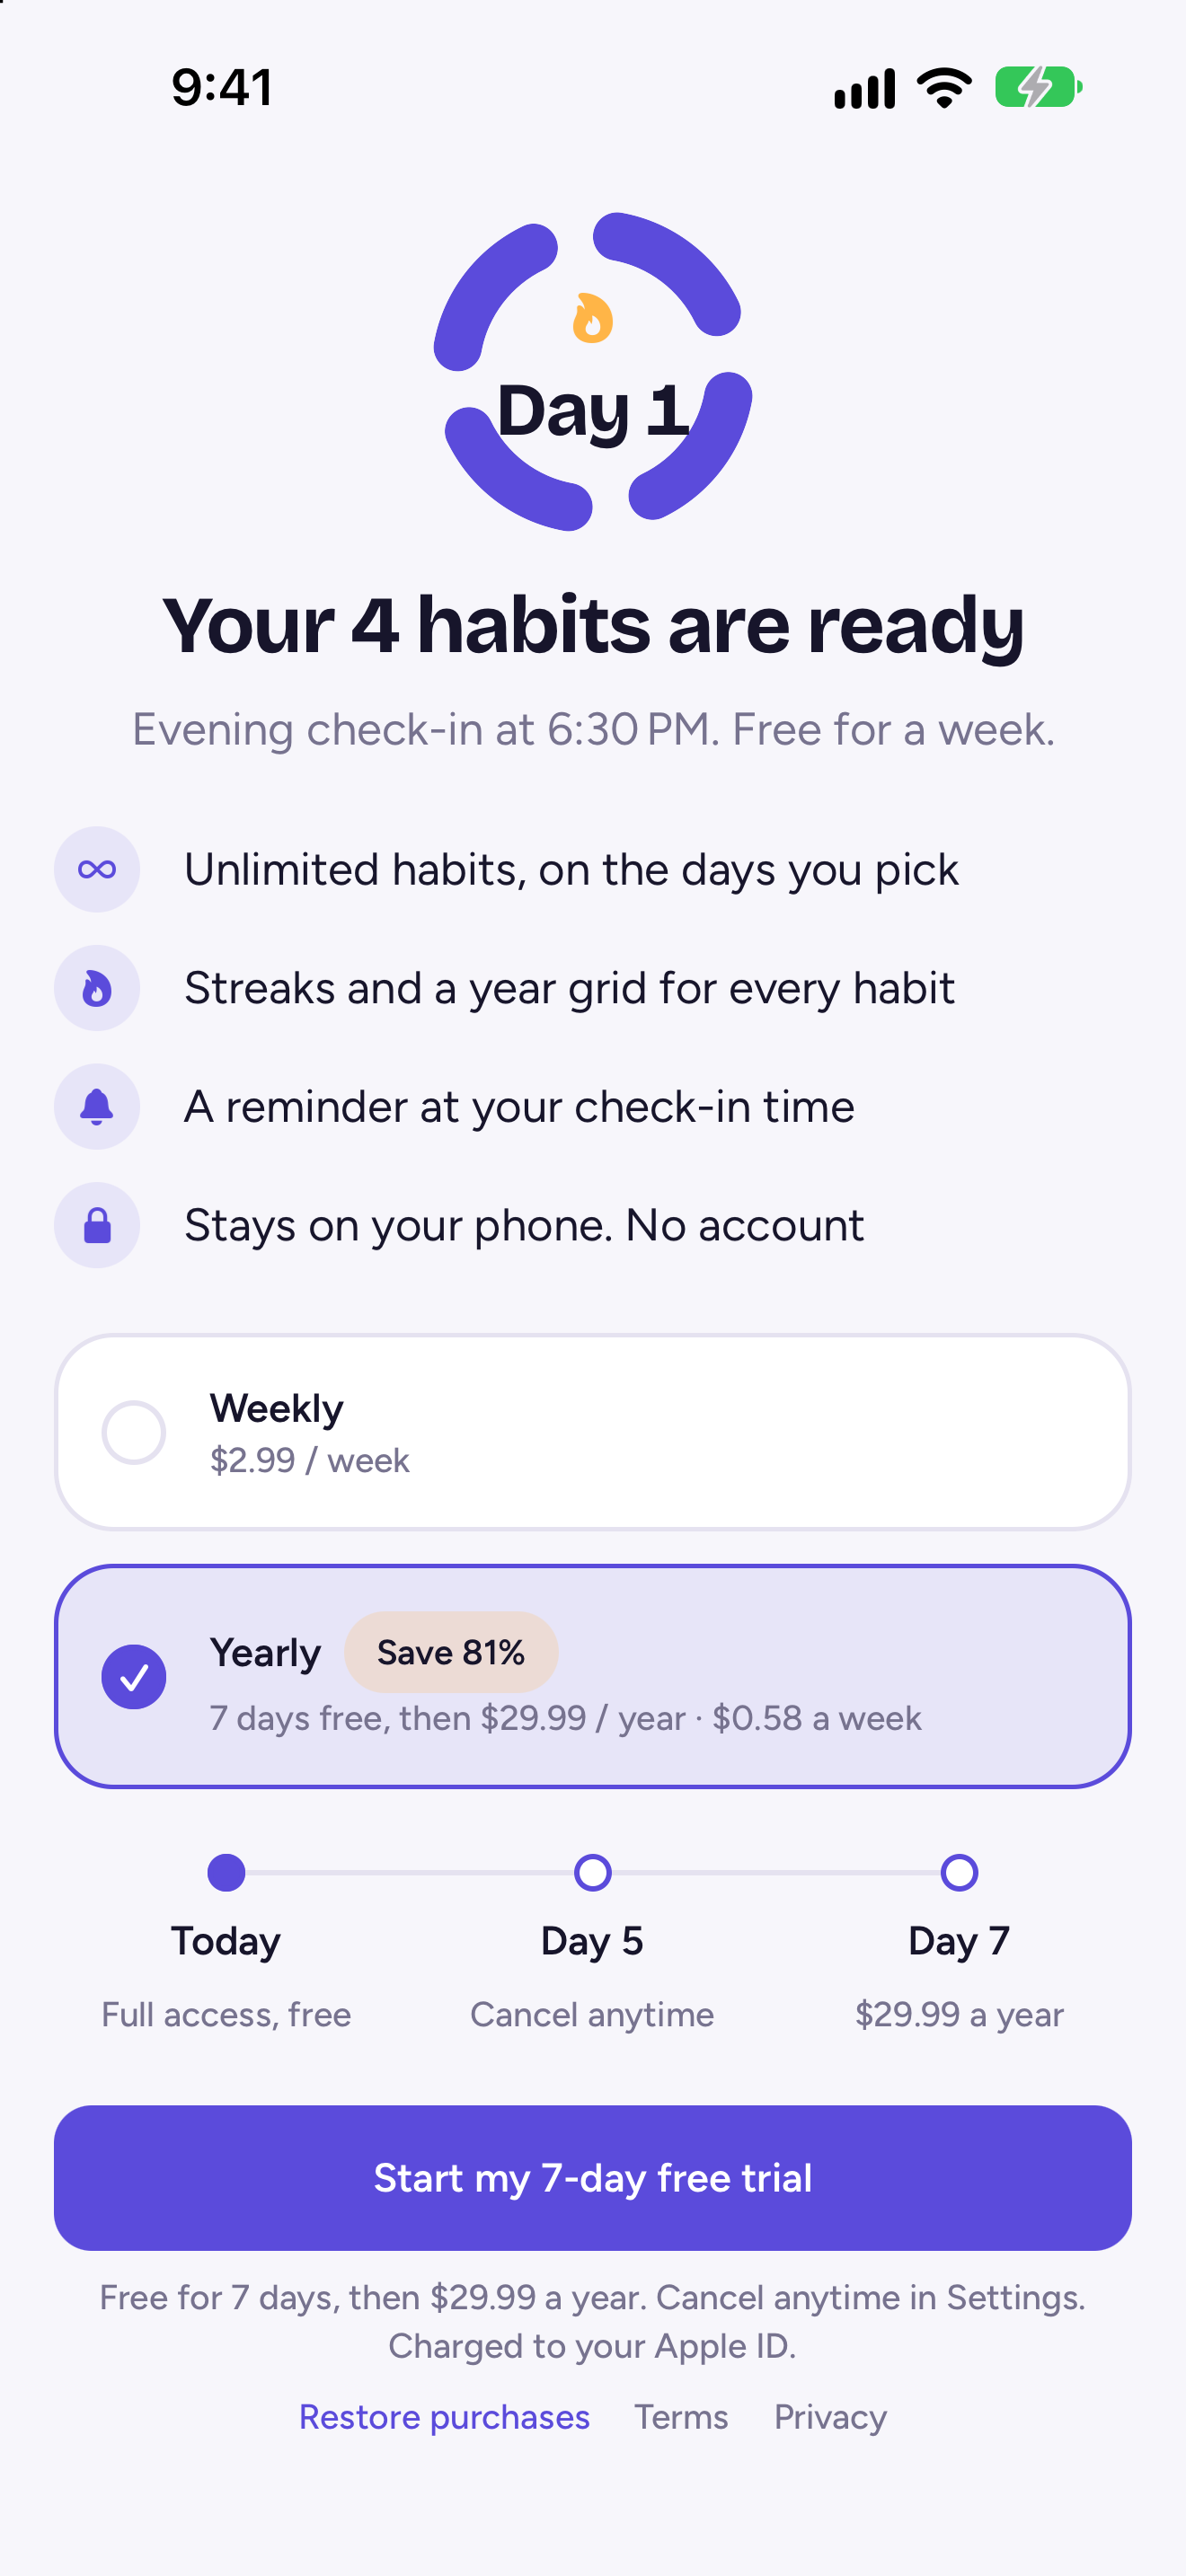 9:41
Day 1
Your 4 habits are ready
Evening check-in at 6:30 PM. Free for a week.
Unlimited habits, on the days you pick
Streaks and a year grid for every habit
A reminder at your check-in time
Stays on your phone. No account
Weekly
$2.99 / week
Yearly Save 81%
7 days free, then $29.99 / year · $0.58 a week
Today Day 5 Day 7
Full access, free Cancel anytime $29.99 a year
Start my 7-day free trial
Free for 7 days, then $29.99 a year. Cancel anytime in Settings.
Charged to your Apple ID.
Restore purchases Terms Privacy